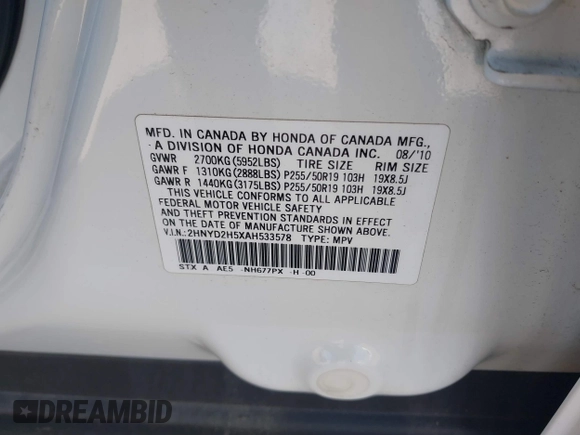 MFD. IN CANADA BY HONDA OF CANADA MFG.,
A DIVISION OF HONDA CANADA INC. 08/'10
GVWR 2700KG (5952LBS) TIRE SIZE RIM SIZE
GAWR F 1310KG (2888LBS) P255/50R19 103H 19X8.5J
GAWR R 1440KG (3175LBS) P255/50R19 103H 19X8.5J
THIS VEHICLE CONFORMS TO ALL APPLICABLE
FEDERAL MOTOR VEHICLE SAFETY
AND THEFT PREVENTION STANDARDS IN EFFECT
ON THE DATE OF MANUFACTURE SHOWN ABOVE.
V.I.N.: 2HNYD2H5XAH533578 TYPE: MPV
STX A AE5 -NH677PX -H -00
DREAMBID